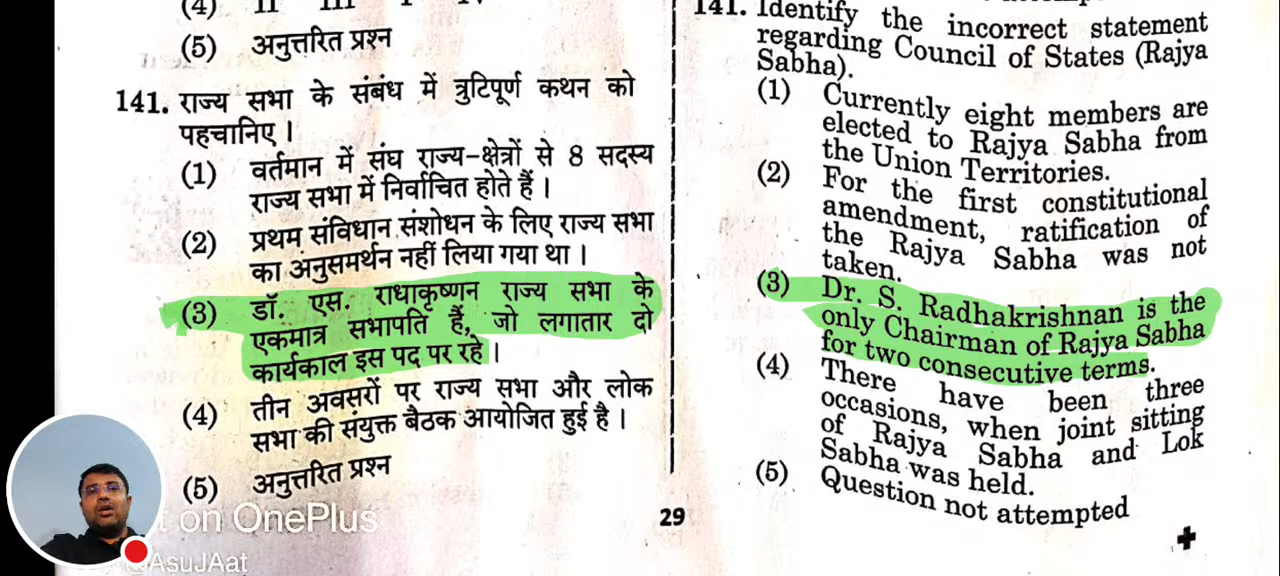 (4) II III I IV
(5) अनुत्तरित प्रश्न
141. राज्य सभा के संबंध में त्रुटिपूर्ण कथन को
पहचानिए ।
(1) वर्तमान में संघ राज्य-क्षेत्रों से 8 सदस्य
राज्य सभा में निर्वाचित होते हैं ।
(2) प्रथम संविधान संशोधन के लिए राज्य सभा
का अनुसमर्थन नहीं लिया गया था ।
(3) डॉ. एस. राधाकृष्णन राज्य सभा के
एकमात्र सभापति हैं, जो लगातार दो
कार्यकाल इस पद पर रहे ।
(4) तीन अवसरों पर राज्य सभा और लोक
सभा की संयुक्त बैठक आयोजित हुई है ।
(5) अनुत्तरित प्रश्न
141. Identify the incorrect statement
regarding Council of States (Rajya
Sabha).
(1) Currently eight members are
elected to Rajya Sabha from
the Union Territories.
(2) For the first constitutional
amendment, ratification of
the Rajya Sabha was not
taken.
(3) Dr. S. Radhakrishnan is the
only Chairman of Rajya Sabha
for two consecutive terms.
(4) There have been three
occasions, when joint sitting
of Rajya Sabha and Lok
Sabha was held.
(5) Question not attempted
29
t on OnePlus
@AsuJAat